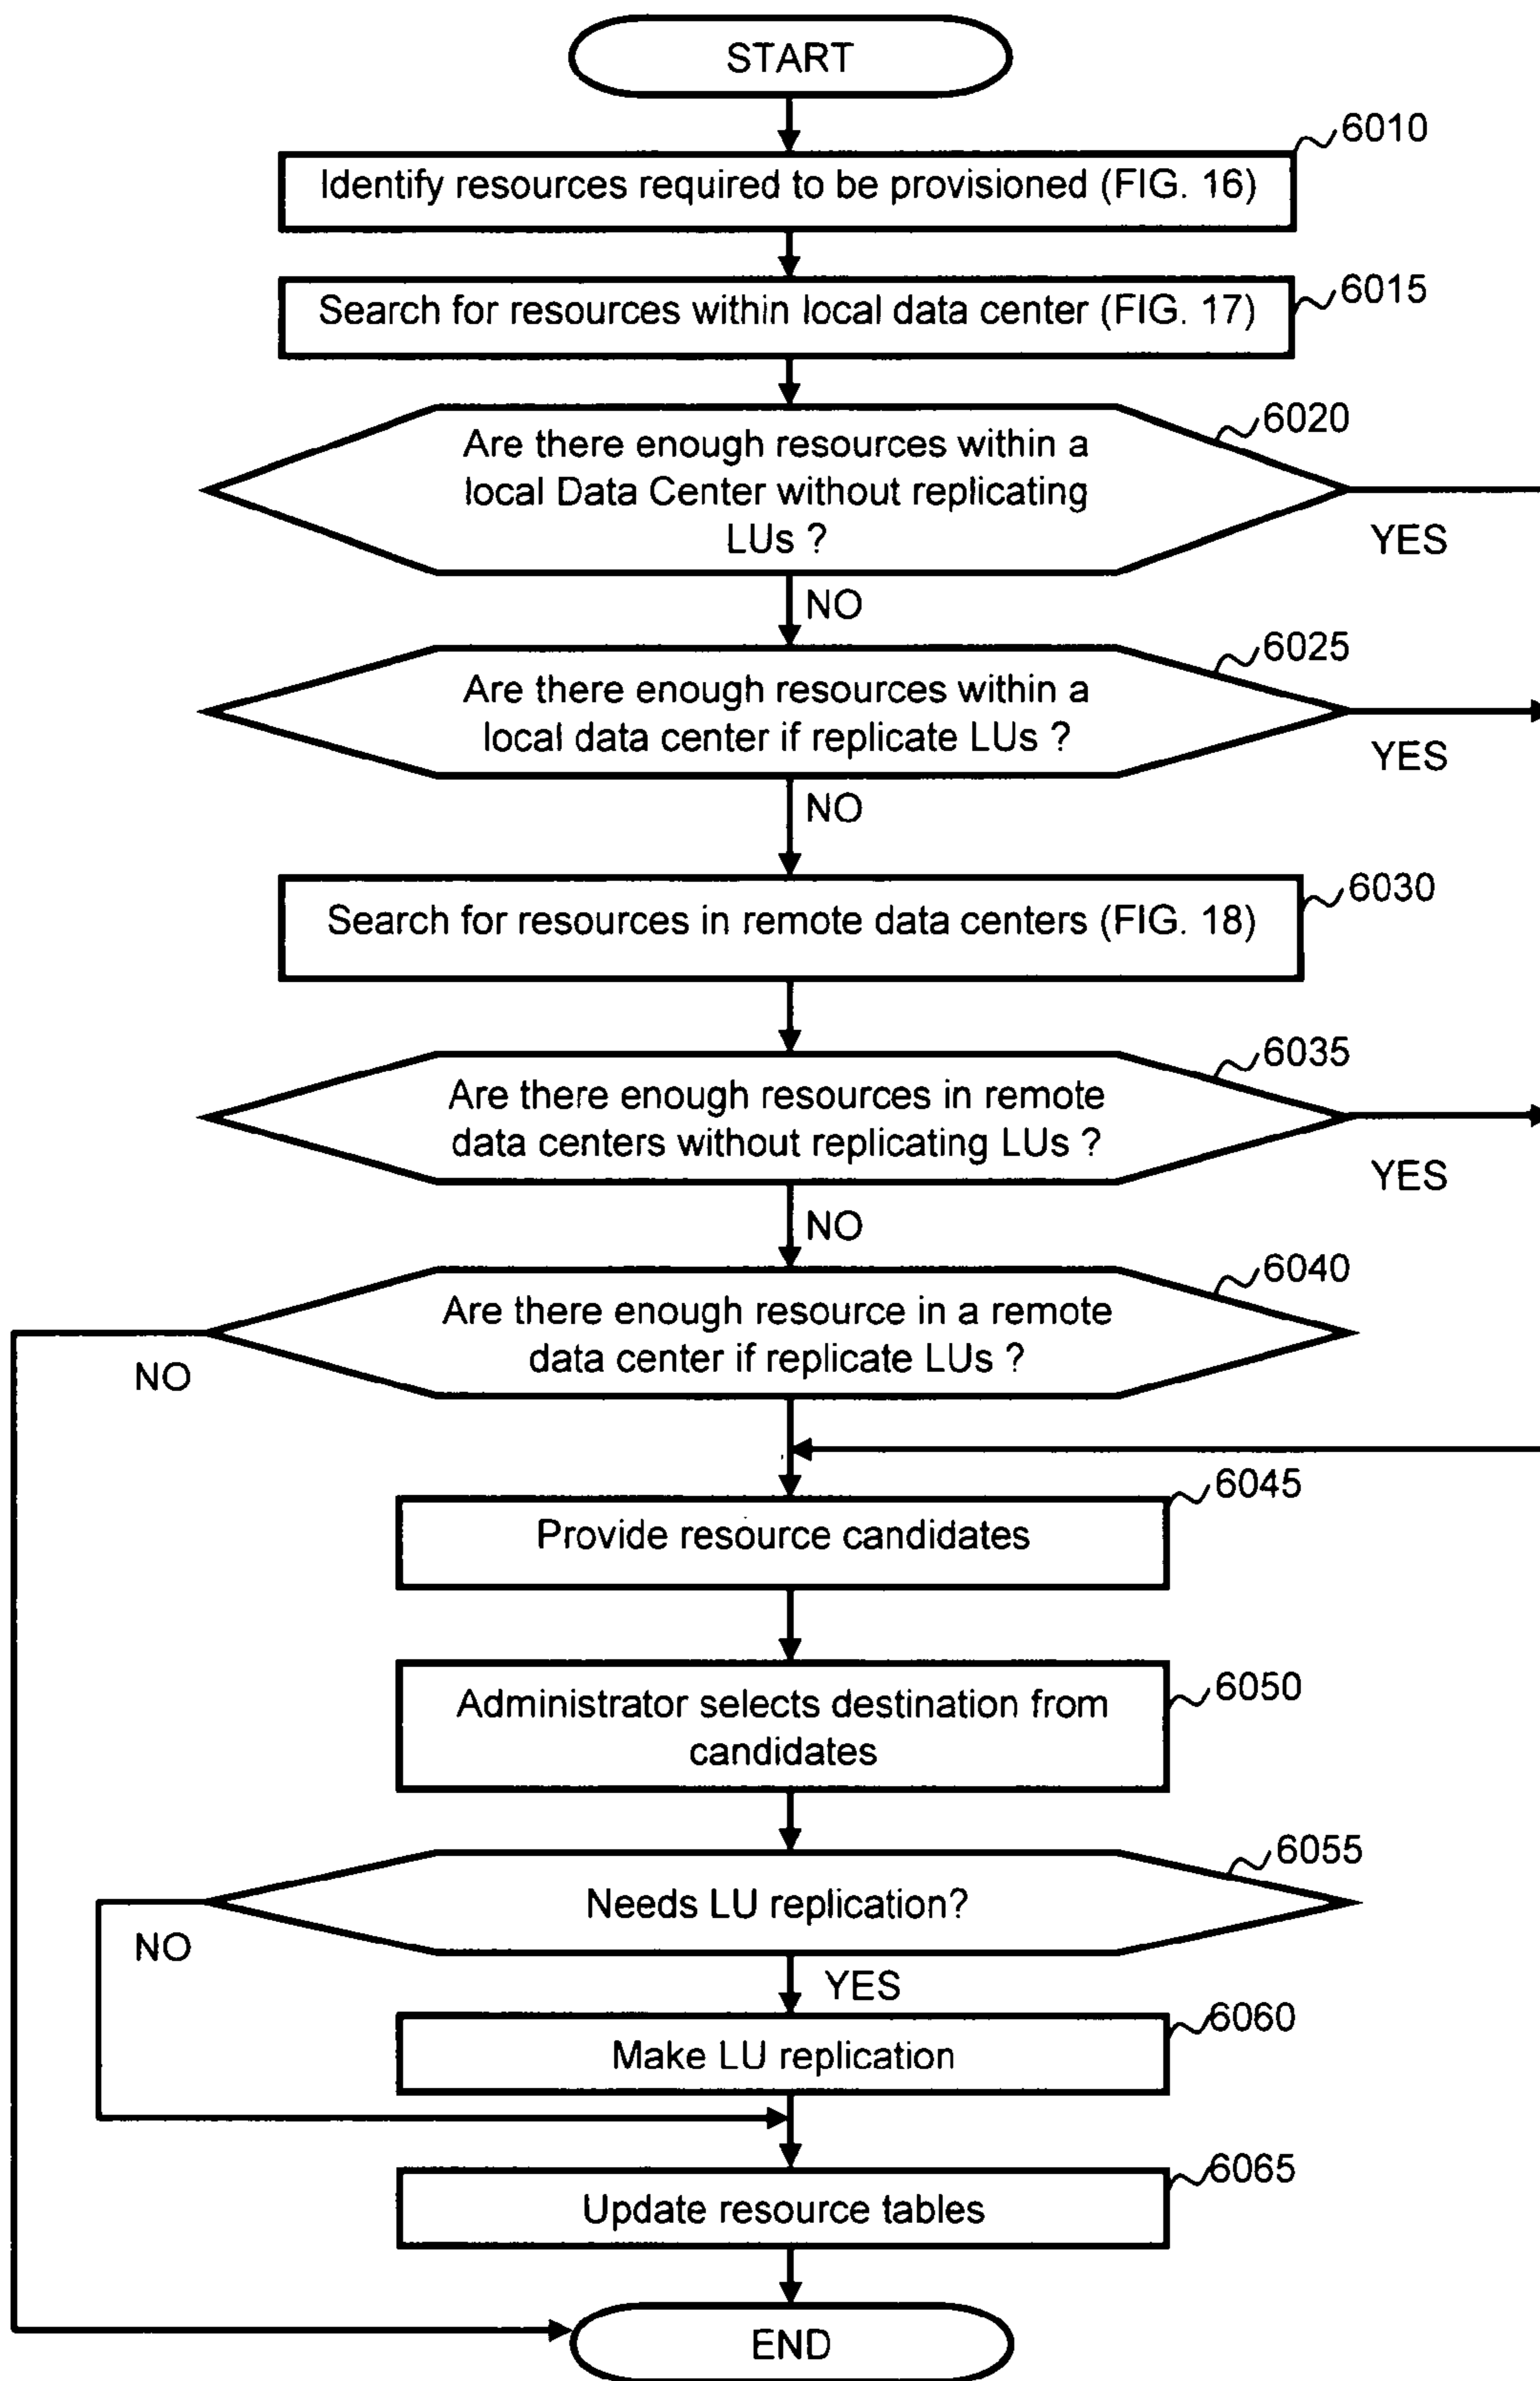 START
6010
Identify resources required to be provisioned (FIG. 16)
6015
Search for resources within local data center (FIG. 17)
6020
Are there enough resources within a
local Data Center without replicating
LUs ?
YES
NO
6025
Are there enough resources within a
local data center if replicate LUs ?
YES
NO
6030
Search for resources in remote data centers (FIG. 18)
6035
Are there enough resources in remote
data centers without replicating LUs ?
YES
NO
6040
Are there enough resource in a remote
data center if replicate LUs ?
NO
6045
Provide resource candidates
6050
Administrator selects destination from
candidates
6055
Needs LU replication?
NO
YES
6060
Make LU replication
6065
Update resource tables
END